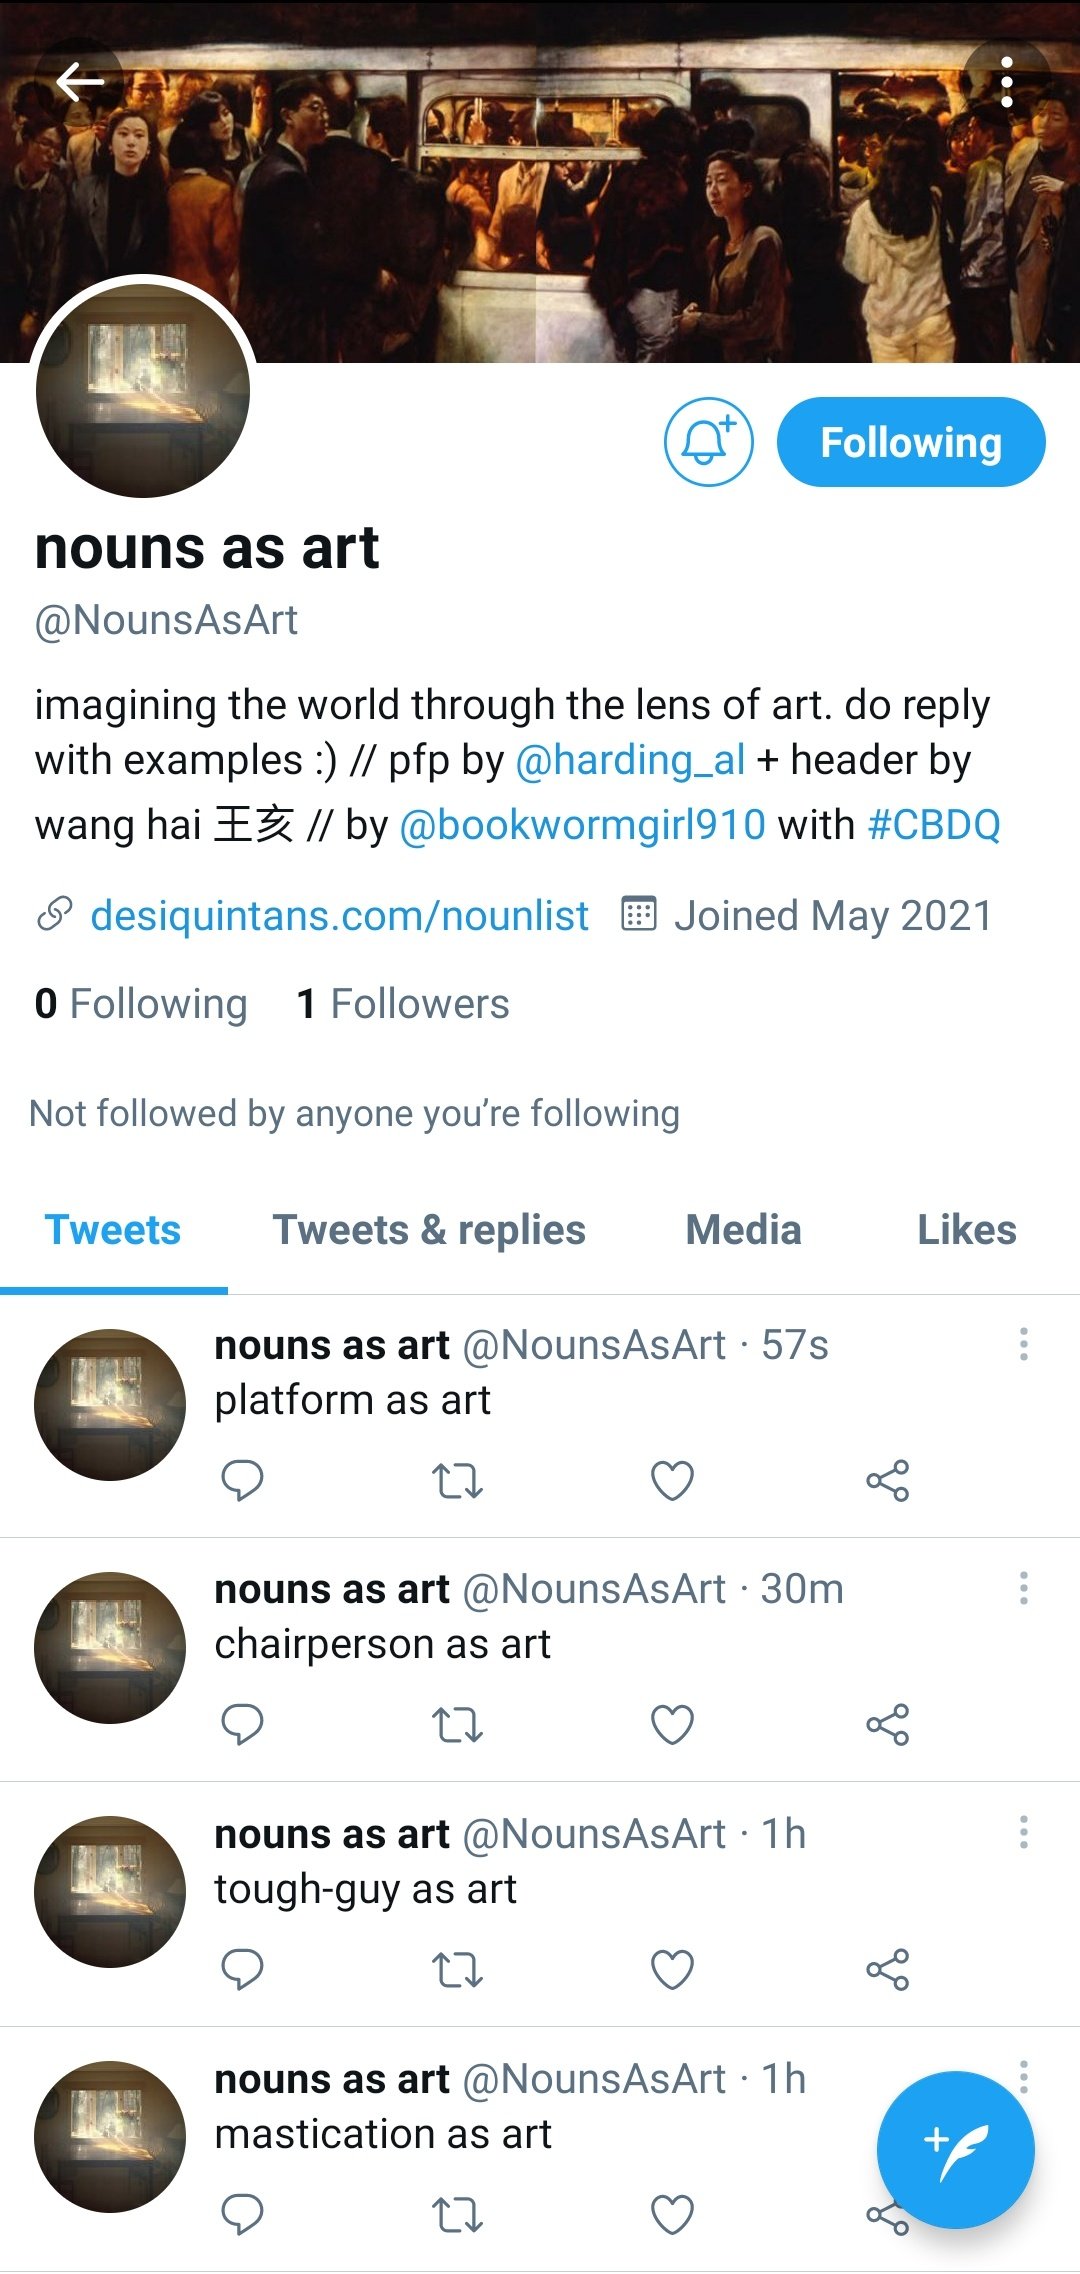 Following
nouns as art
@NounsAsArt
imagining the world through the lens of art. do reply
with examples :) // pfp by @harding_al + header by
wang hai 王亥 // by @bookwormgirl910 with #CBDQ
desiquintans.com/nounlist Joined May 2021
0 Following 1 Followers
Not followed by anyone you’re following
Tweets Tweets & replies Media Likes
nouns as art @NounsAsArt · 57s
platform as art
nouns as art @NounsAsArt · 30m
chairperson as art
nouns as art @NounsAsArt · 1h
tough-guy as art
nouns as art @NounsAsArt · 1h
mastication as art